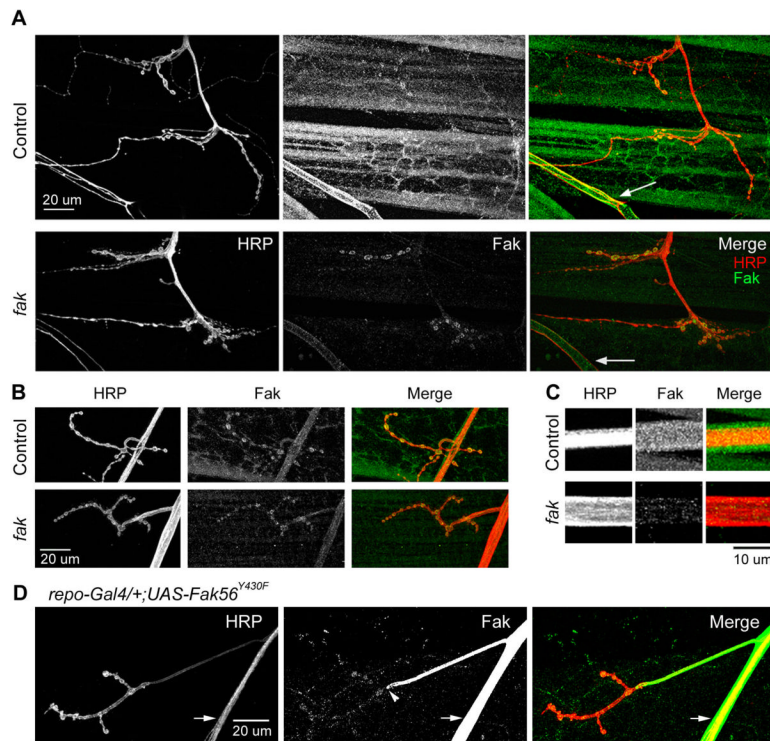 A
Control
20 um
HRP
Fak
Merge
HRP
Fak
fak
B
HRP
Fak
Merge
Control
fak
20 um
C
HRP
Fak
Merge
Control
fak
10 um
D
repo-Gal4/+;UAS-Fak56Y430F
HRP
Fak
Merge
20 um